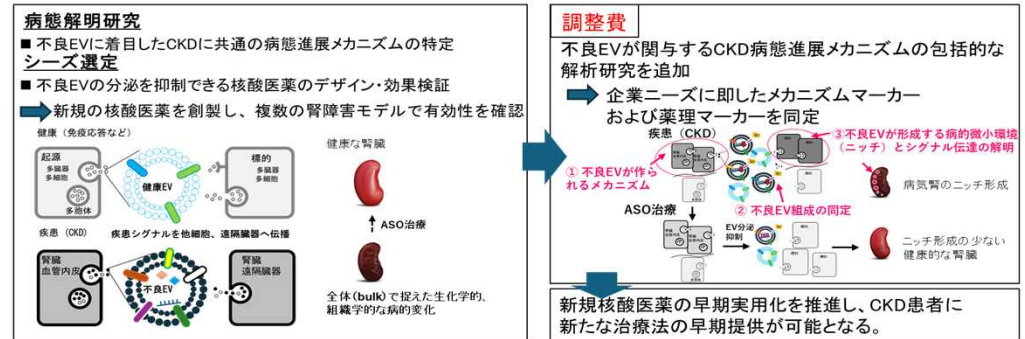 病態解明研究
■ 不良EVに着目したCKDに共通の病態進展メカニズムの特定
シーズ選定
■ 不良EVの分泌を抑制できる核酸医薬のデザイン・効果検証
新規の核酸医薬を創製し、複数の腎障害モデルで有効性を確認
健康（免疫応答など）
起源
多臓器
多細胞
多胞体
健康EV
標的
多臓器
多細胞
疾患（CKD）
疾患シグナルを他細胞、遠隔臓器へ伝播
腎臓
血管内皮
不良EV
腎臓
遠隔臓器
健康な腎臓
ASO治療
全体（bulk）で捉えた生化学的、
組織学的な病的変化
調整費
不良EVが関与するCKD病態進展メカニズムの包括的な
解析研究を追加
企業ニーズに即したメカニズムマーカー
および薬理マーカーを同定
疾患（CKD）
① 不良EVが作ら
れるメカニズム
② 不良EV組成の同定
③不良EVが形成する病的微小環境
（ニッチ）とシグナル伝達の解明
病気腎のニッチ形成
ASO治療
EV分泌
抑制
ニッチ形成の少ない
健康的な腎臓
新規核酸医薬の早期実用化を推進し、CKD患者に
新たな治療法の早期提供が可能となる。